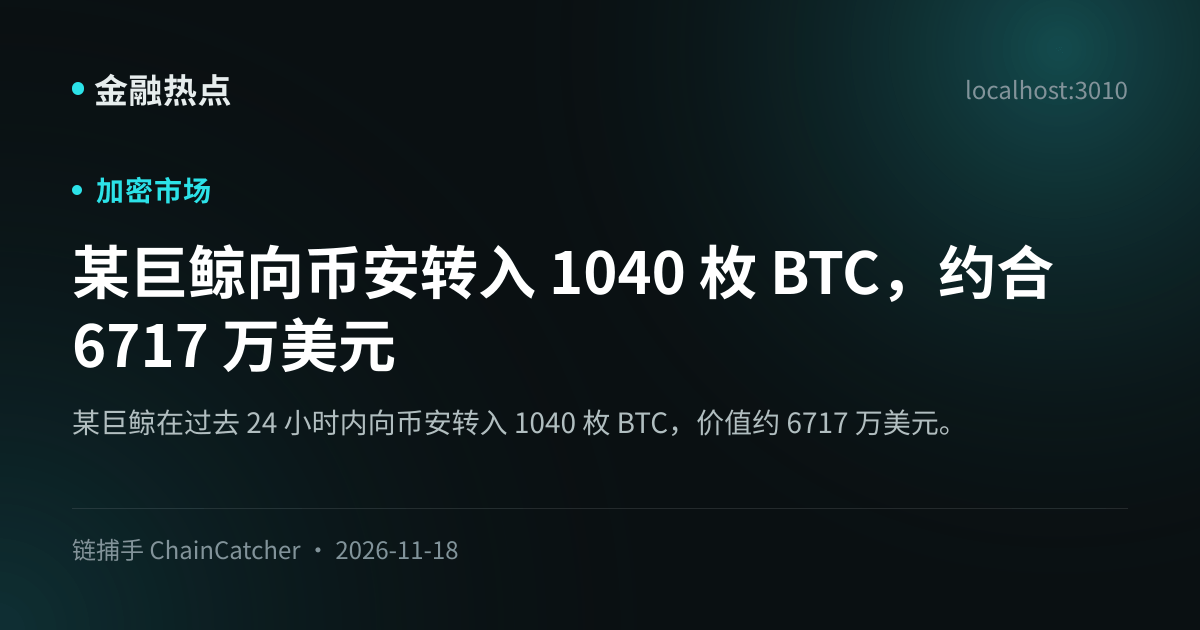 金融热点
localhost:3010
加密市场
某巨鲸向币安转入 1040 枚 BTC，约合
6717 万美元
某巨鲸在过去 24 小时内向币安转入 1040 枚 BTC，价值约 6717 万美元。
链捕手 ChainCatcher · 2026-11-18